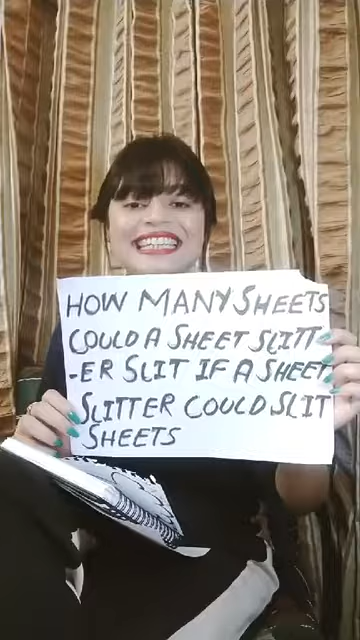 HOW MANY SHEETS
COULD A SHEET SLITT
-ER SLIT IF A SHEET
SLITTER COULD SLIT
SHEETS